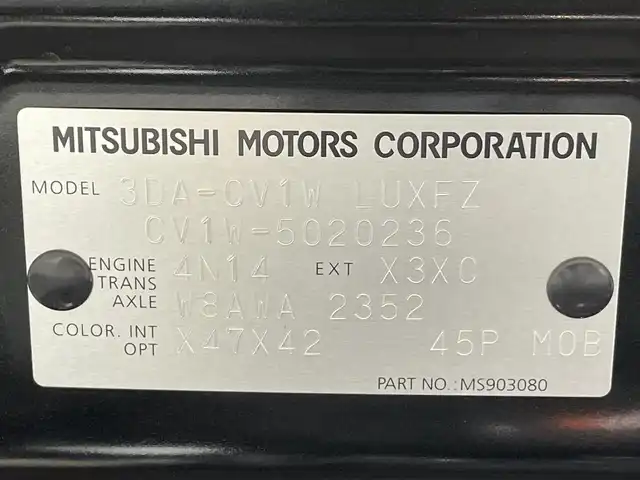 MITSUBISHI MOTORS CORPORATION
MODEL 3DA-CV1W LUXFZ
CV1W-5020236
ENGINE 4N14 EXT X3XC
TRANS
AXLE W8AWA 2352
COLOR. INT
OPT X47X42 45P M0B
PART NO.:MS903080